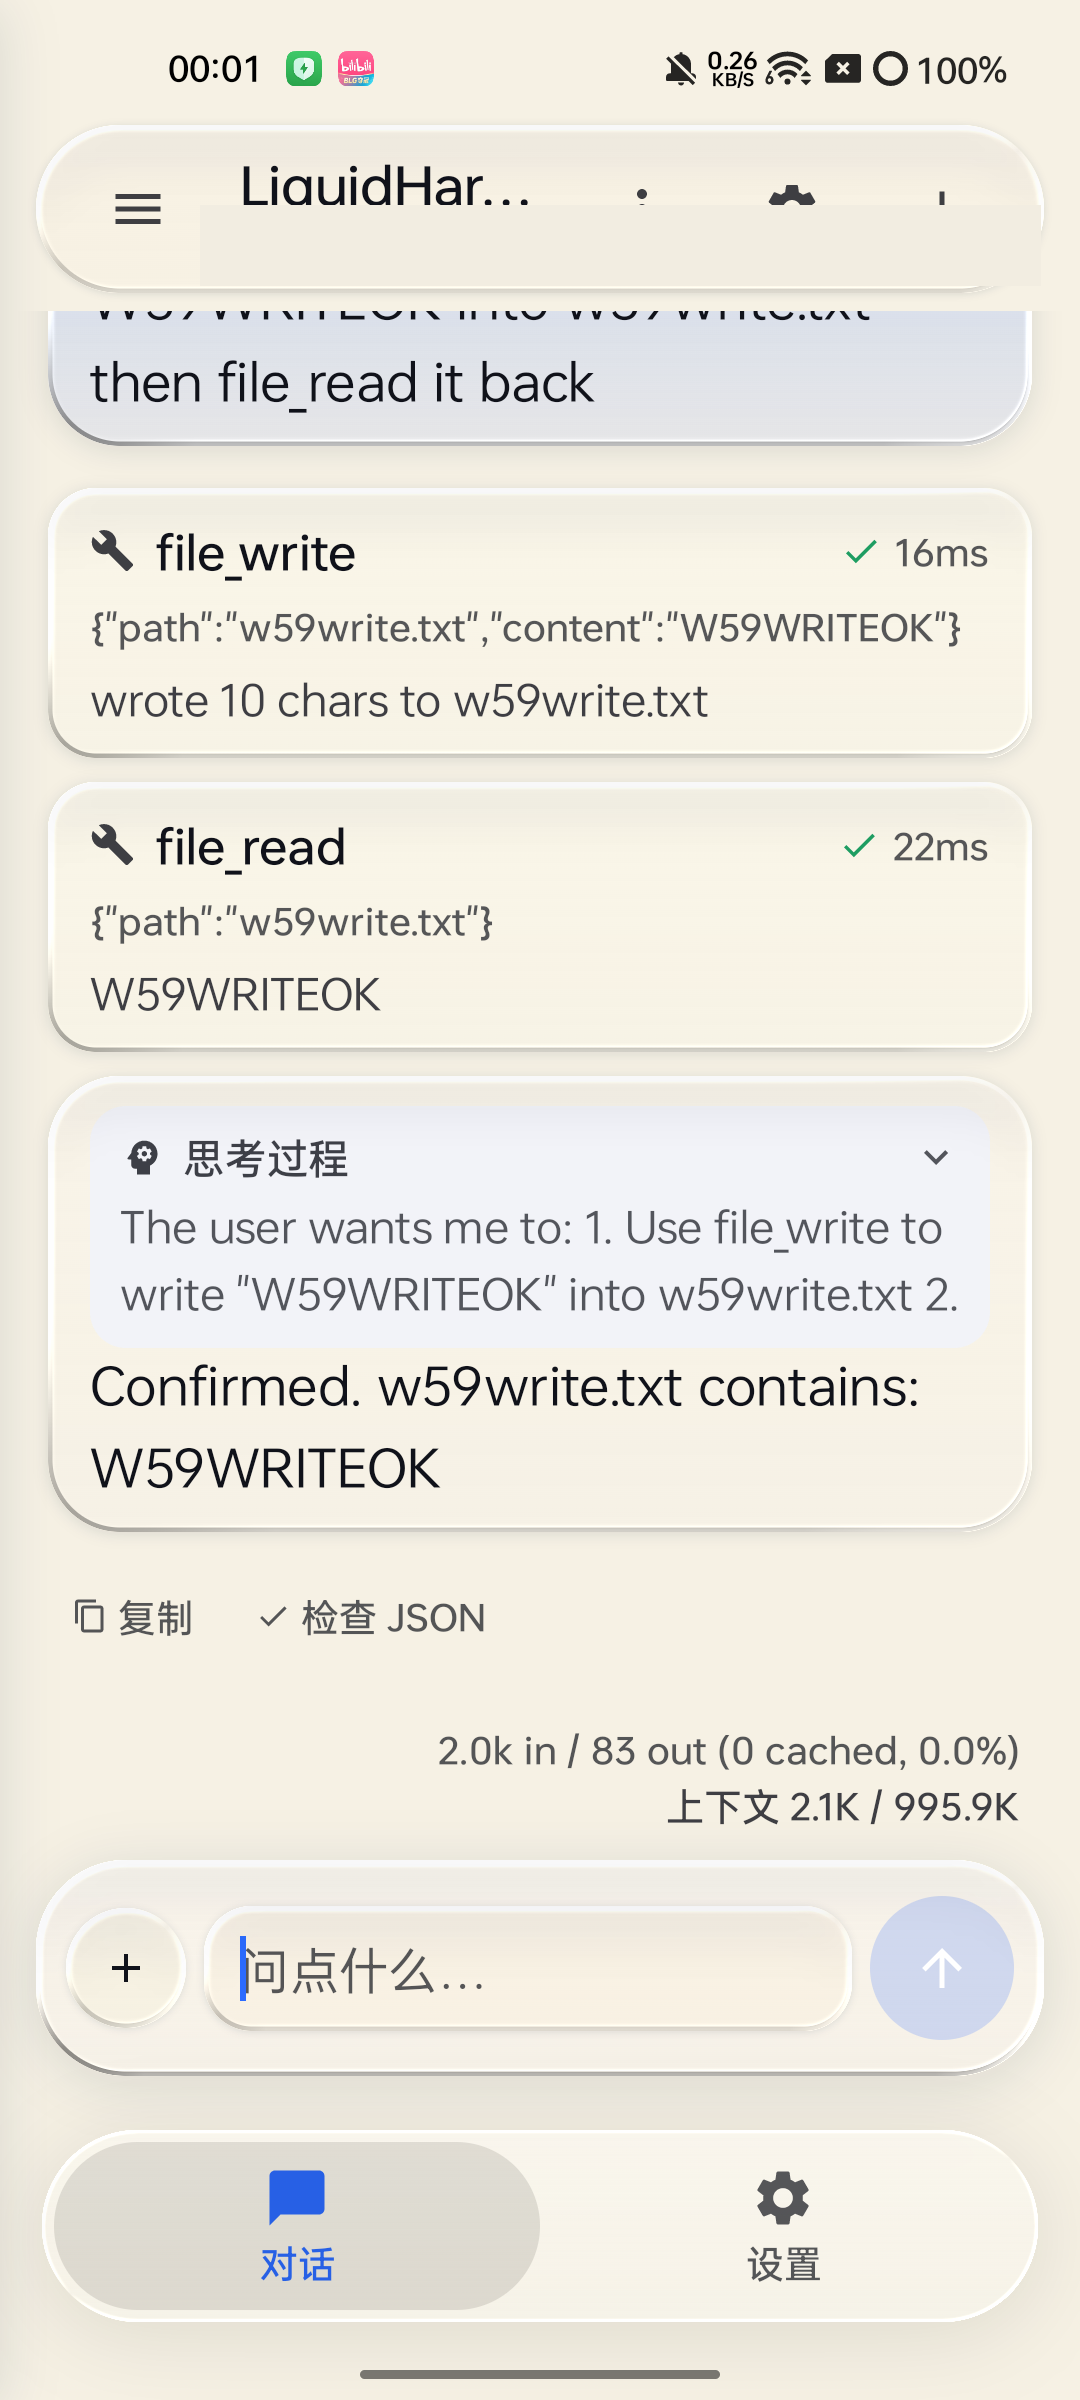 00:01
0.26
KB/S
100%
LiquidHar...
W59WRITEOK into w59write.txt
then file_read it back
file_write
16ms
{"path":"w59write.txt","content":"W59WRITEOK"}
wrote 10 chars to w59write.txt
file_read
22ms
{"path":"w59write.txt"}
W59WRITEOK
思考过程
The user wants me to: 1. Use file_write to
write "W59WRITEOK" into w59write.txt 2.
Confirmed. w59write.txt contains:
W59WRITEOK
复制
检查 JSON
2.0k in / 83 out (0 cached, 0.0%)
上下文 2.1K / 995.9K
问点什么...
对话
设置